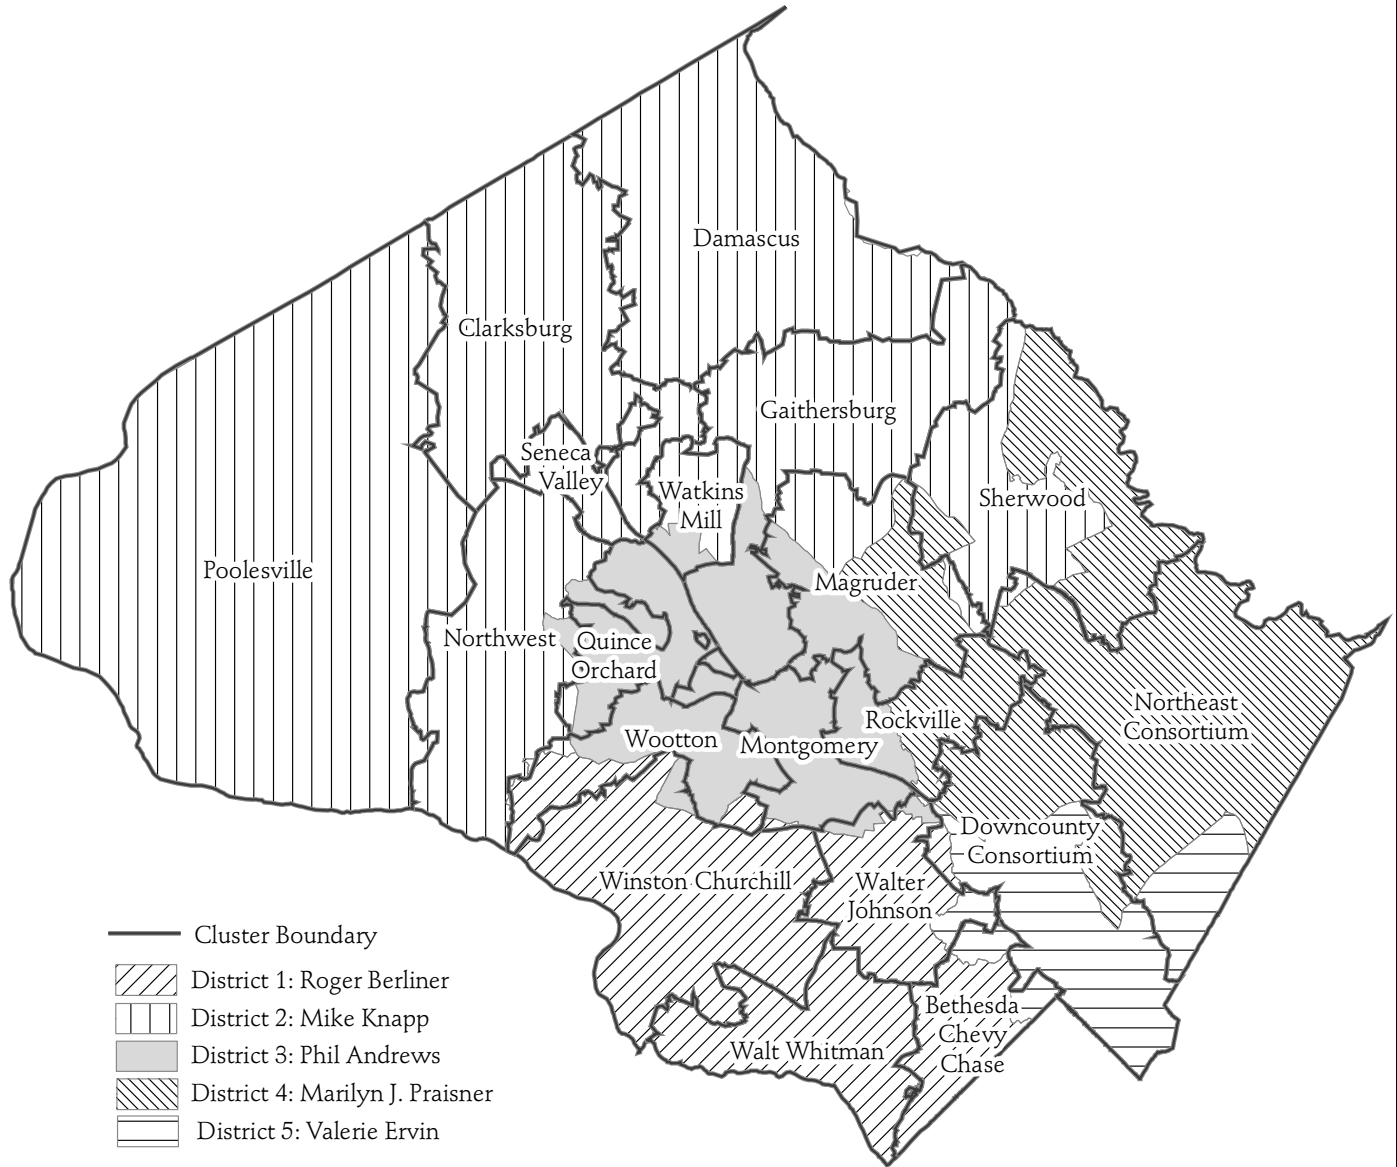 Damascus
Clarksburg
Gaithersburg
Seneca
Valley
Watkins
Mill
Sherwood
Poolesville
Magruder
Northwest
Quince
Orchard
Northeast
Consortium
Rockville
Wootton
Montgomery
Downcounty
Consortium
Winston Churchill
Walter
Johnson
Bethesda
Chevy
Chase
Walt Whitman
Cluster Boundary
District 1: Roger Berliner
District 2: Mike Knapp
District 3: Phil Andrews
District 4: Marilyn J. Praisner
District 5: Valerie Ervin